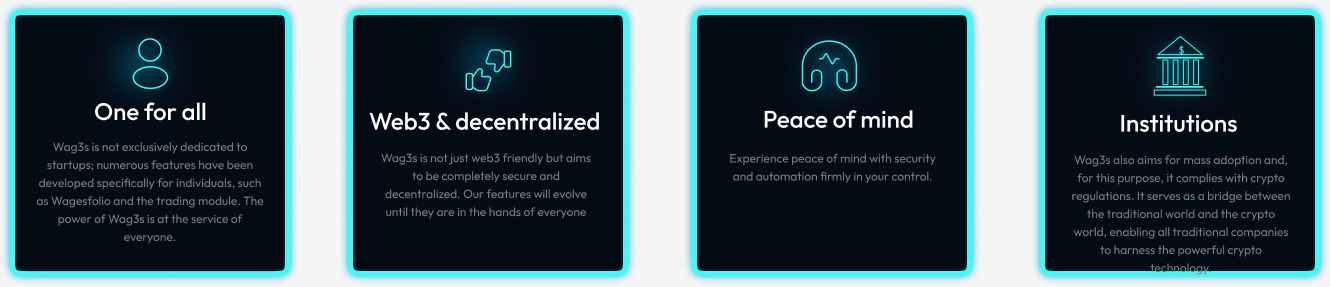 One for all
Wag3s is not exclusively dedicated to
startups; numerous features have been
developed specifically for individuals, such
as Wagesfolio and the trading module. The
power of Wag3s is at the service of
everyone.
Web3 & decentralized
Wag3s is not just web3 friendly but aims
to be completely secure and
decentralized. Our features will evolve
until they are in the hands of everyone
Peace of mind
Experience peace of mind with security
and automation firmly in your control.
$
Institutions
Wag3s also aims for mass adoption and,
for this purpose, it complies with crypto
regulations. It serves as a bridge between
the traditional world and the crypto
world, enabling all traditional companies
to harness the powerful crypto
technology.